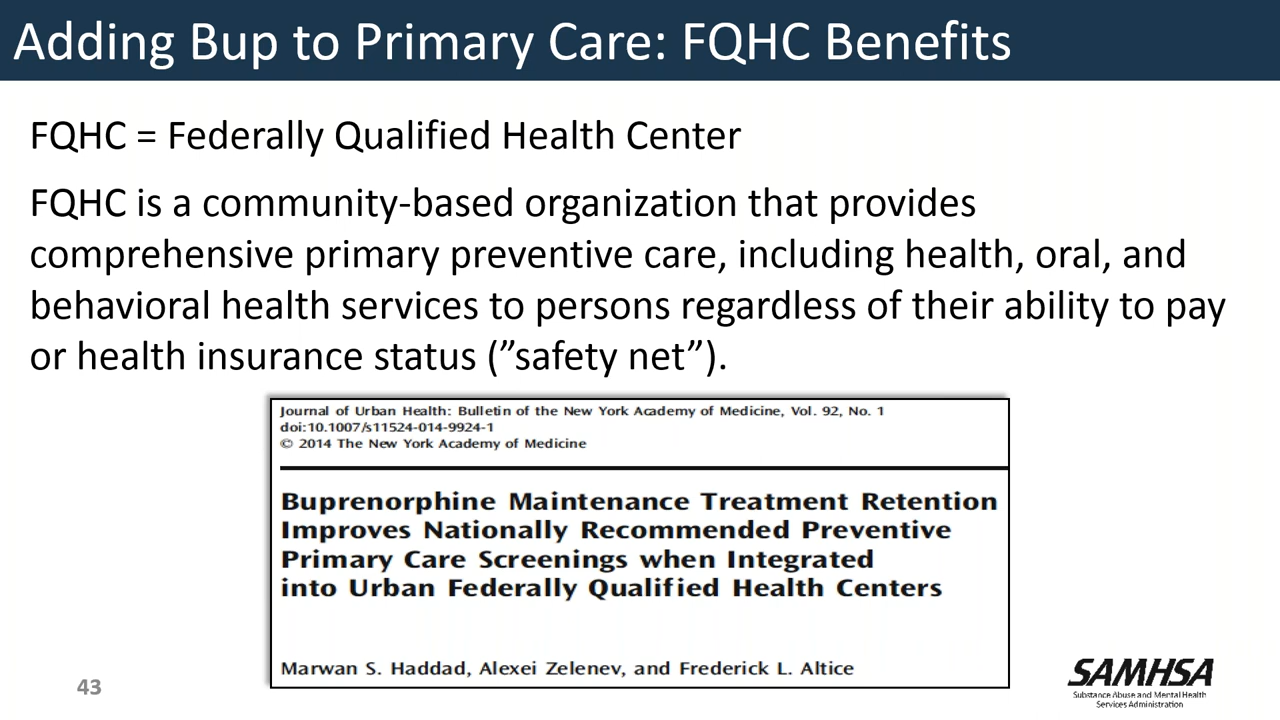 Adding Bup to Primary Care: FQHC Benefits
FQHC = Federally Qualified Health Center
FQHC is a community-based organization that provides
comprehensive primary preventive care, including health, oral, and
behavioral health services to persons regardless of their ability to pay
or health insurance status (”safety net”).
Journal of Urban Health: Bulletin of the New York Academy of Medicine, Vol. 92, No. 1
doi:10.1007/s11524-014-9924-1
© 2014 The New York Academy of Medicine
Buprenorphine Maintenance Treatment Retention
Improves Nationally Recommended Preventive
Primary Care Screenings when Integrated
into Urban Federally Qualified Health Centers
Marwan S. Haddad, Alexei Zelenev, and Frederick L. Altice
43
SAMHSA
Substance Abuse and Mental Health
Services Administration